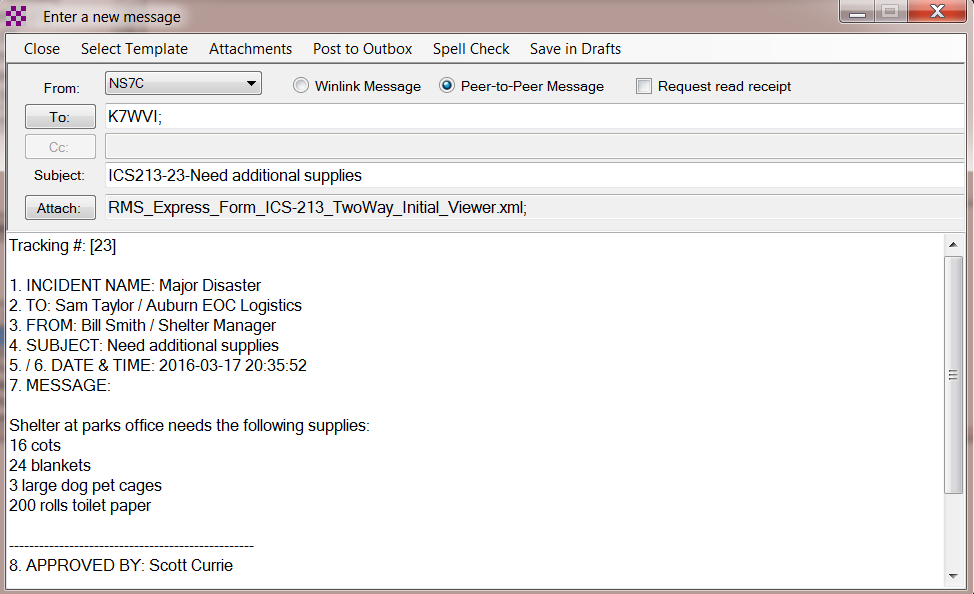 Enter a new message
Close Select Template Attachments Post to Outbox Spell Check Save in Drafts
From: NS7C Winlink Message Peer-to-Peer Message Request read receipt
To: K7WVI;
Cc:
Subject: ICS213-23-Need additional supplies
Attach: RMS_Express_Form_ICS-213_TwoWay_Initial_Viewer.xml;
Tracking #: [23]
1. INCIDENT NAME: Major Disaster
2. TO: Sam Taylor / Auburn EOC Logistics
3. FROM: Bill Smith / Shelter Manager
4. SUBJECT: Need additional supplies
5. / 6. DATE & TIME: 2016-03-17 20:35:52
7. MESSAGE:
Shelter at parks office needs the following supplies:
16 cots
24 blankets
3 large dog pet cages
200 rolls toilet paper
-------------------------------------------------
8. APPROVED BY: Scott Currie